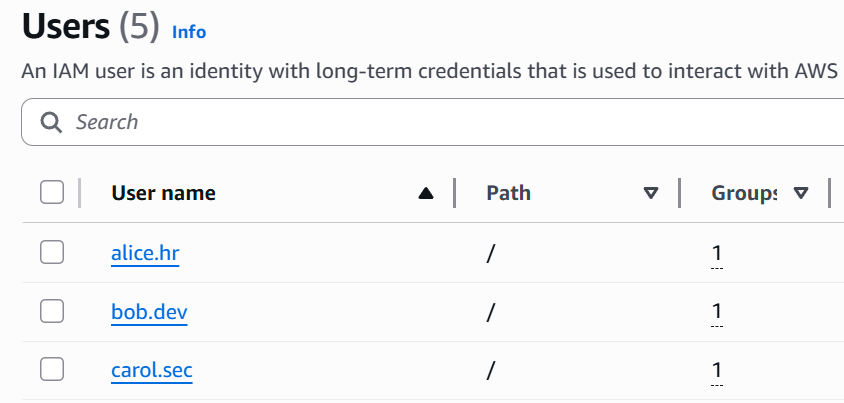 Users (5) Info
An IAM user is an identity with long-term credentials that is used to interact with AWS
Search
User name Path Groups
alice.hr / 1
bob.dev / 1
carol.sec / 1